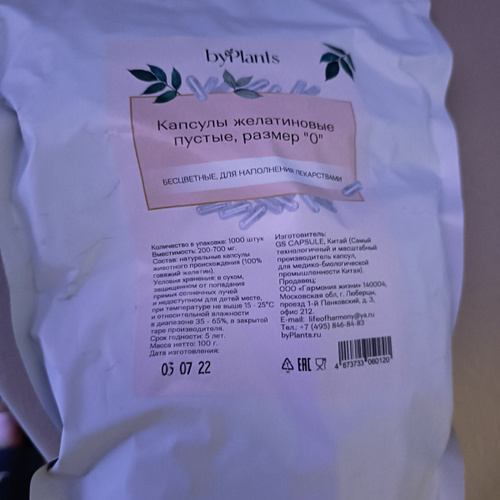 byPlants
Капсулы желатиновые
пустые, размер "0"
БЕСЦВЕТНЫЕ, ДЛЯ НАПОЛНЕНИЯ ЛЕКАРСТВАМИ
Количество в упаковке: 1000 штук
Вместимость: 200-700 мг.
Состав: натуральные капсулы
животного происхождения (100%
говяжий желатин).
Условия хранения: в сухом,
защищенном от попадания
прямых солнечных лучей
и недоступном для детей месте,
при температуре не выше 15 - 25°C
и относительной влажности
в диапазоне 35 - 65%, в закрытой
таре производителя.
Срок годности: 5 лет.
Масса нетто: 100 г.
Дата изготовления:
03 07 22
Изготовитель:
GS CAPSULE, Китай (Самый
технологичный и масштабный
производитель капсул,
для медико-биологической
промышленности Китая).
Продавец:
ООО «Гармония жизни» 140004,
Московская обл, г. Люберцы,
проезд 1-й Панковский, д. 3,
офис 212.
E-mail: lifeofharmony@ya.ru
Тел.: +7 (495) 846-84-83
byPlants.ru
EAC
4 673733 060120